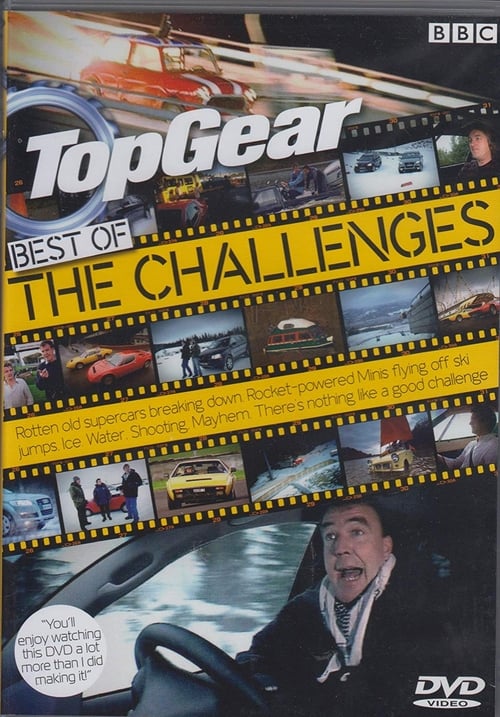 BBC
TopGear
BEST OF
THE CHALLENGES
Rotten old supercars breaking down. Rocket-powered Minis flying off ski
jumps. Ice. Water. Shooting. Mayhem. There's nothing like a good challenge
"You'll
enjoy watching
this DVD a lot
more than I did
making it!"
DVD
VIDEO